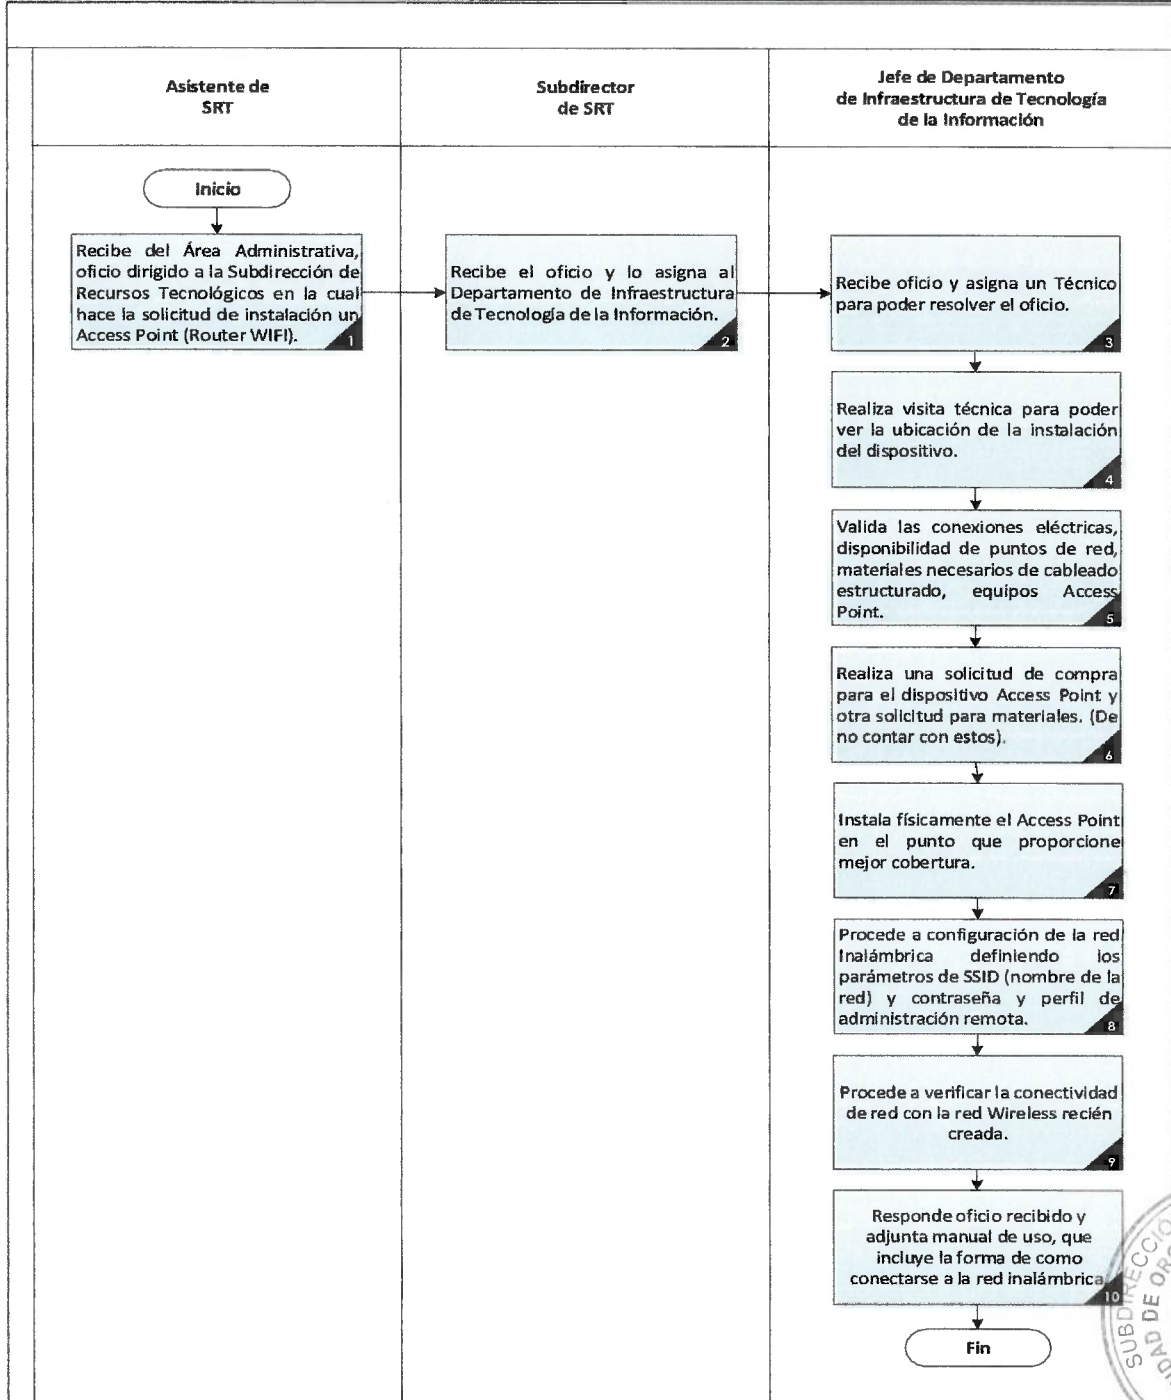 Asistente de
SRT
Subdirector
de SRT
Jefe de Departamento
de Infraestructura de Tecnología
de la Información
Inicio
Recibe del Área Administrativa,
oficio dirigido a la Subdirección de
Recursos Tecnológicos en la cual
hace la solicitud de instalación un
Access Point (Router WIFI).
1
Recibe el oficio y lo asigna al
Departamento de Infraestructura
de Tecnología de la Información.
2
Recibe oficio y asigna un Técnico
para poder resolver el oficio.
3
Realiza visita técnica para poder
ver la ubicación de la instalación
del dispositivo.
4
Valida las conexiones eléctricas,
disponibilidad de puntos de red,
materiales necesarios de cableado
estructurado, equipos Access
Point.
5
Realiza una solicitud de compra
para el dispositivo Access Point y
otra solicitud para materiales. (De
no contar con estos).
6
Instala físicamente el Access Point
en el punto que proporcione
mejor cobertura.
7
Procede a configuración de la red
Inalámbrica definiendo los
parámetros de SSID (nombre de la
red) y contraseña y perfil de
administración remota.
8
Procede a verificar la conectividad
de red con la red Wireless recién
creada.
9
Responde oficio recibido y
adjunta manual de uso, que
incluye la forma de como
conectarse a la red inalámbrica.
10
Fin
DE